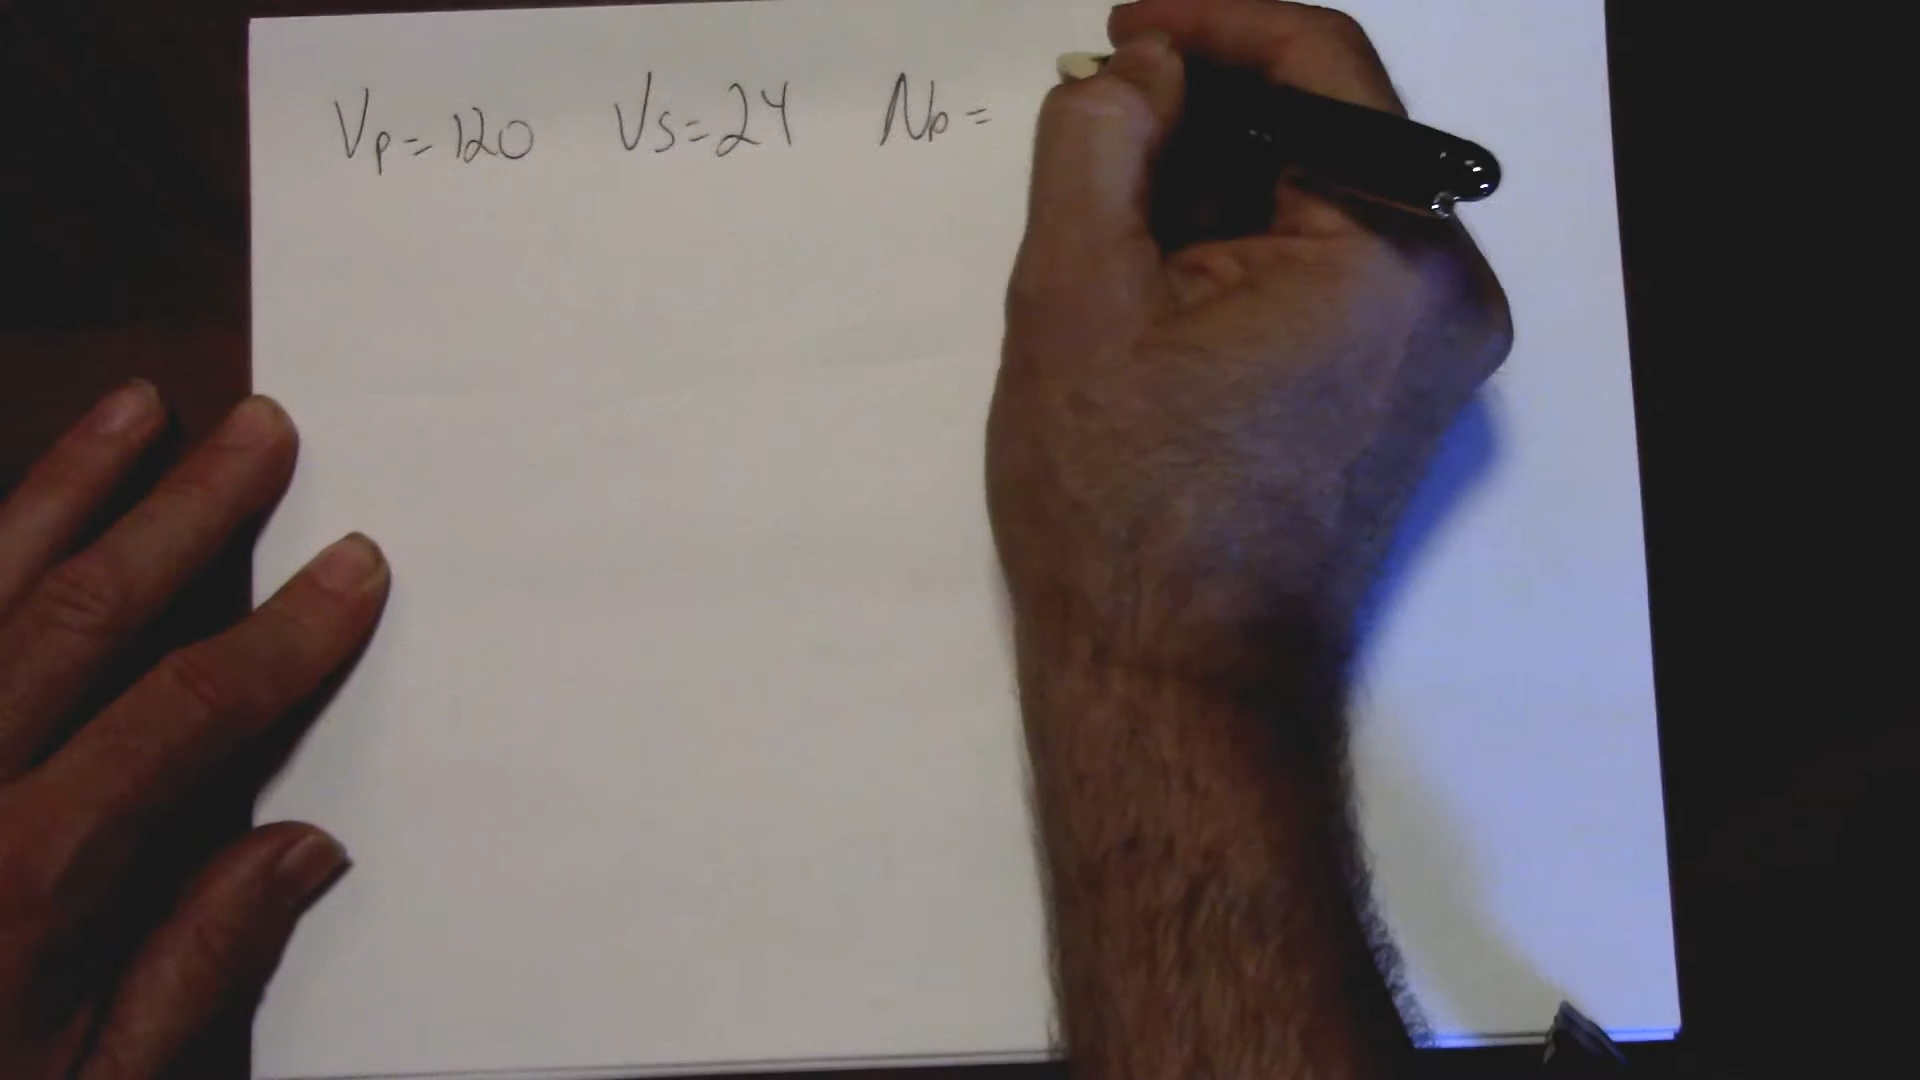 Vp = 120 Vs = 24 Np =